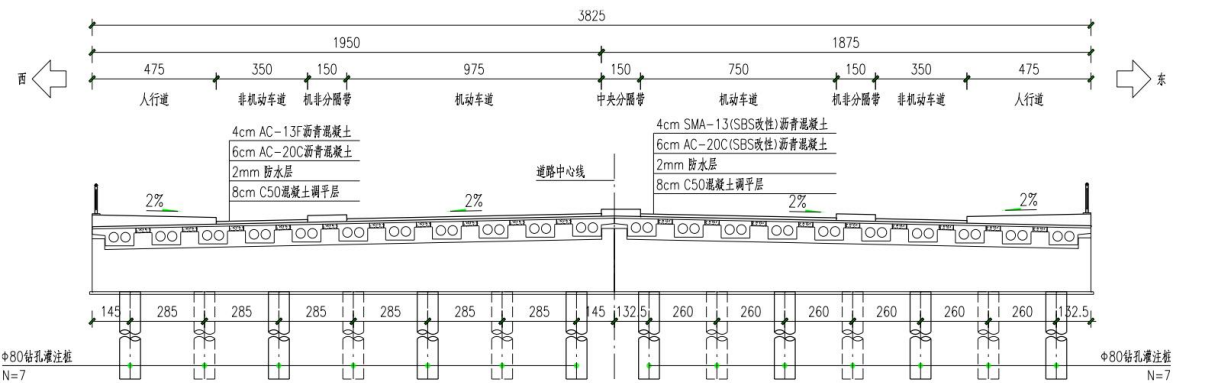 3825
1950 1875
西 475 350 150 975 150 750 150 350 475 东
人行道 非机动车道 机非分隔带 机动车道 中央分隔带 机动车道 机非分隔带 非机动车道 人行道
4cm AC-13F沥青混凝土
6cm AC-20C沥青混凝土
2mm 防水层
8cm C50混凝土调平层
道路中心线
4cm SMA-13(SBS改性)沥青混凝土
6cm AC-20C(SBS改性)沥青混凝土
2mm 防水层
8cm C50混凝土调平层
2% 2% 2% 2%
145 285 285 285 285 285 285 145 132.5 260 260 260 260 260 260 132.5
Φ80钻孔灌注桩
N=7
Φ80钻孔灌注桩
N=7